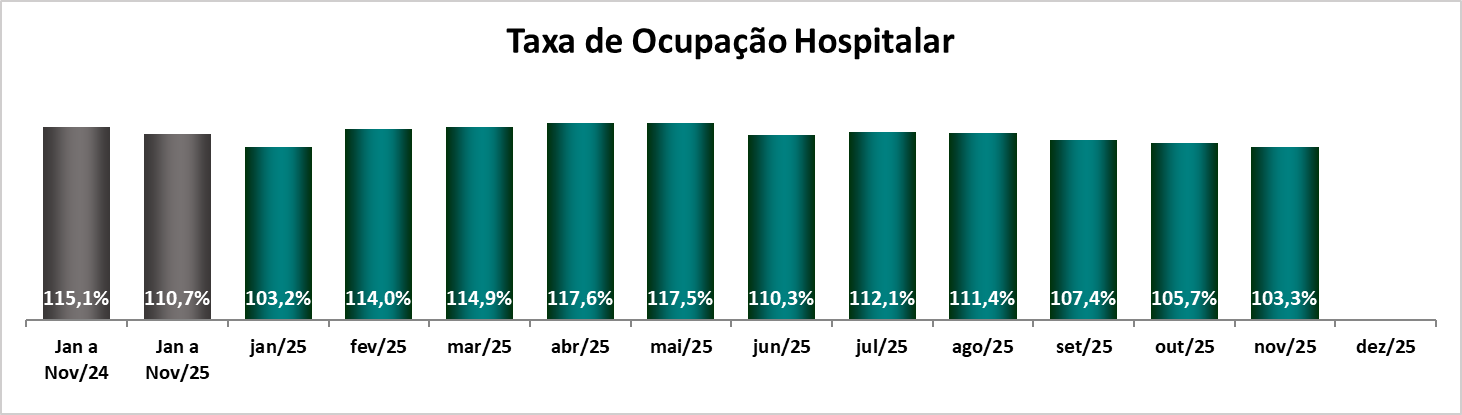 Taxa de Ocupação Hospitalar
115,1% 110,7% 103,2% 114,0% 114,9% 117,6% 117,5% 110,3% 112,1% 111,4% 107,4% 105,7% 103,3%
Jan a Jan a jan/25 fev/25 mar/25 abr/25 mai/25 jun/25 jul/25 ago/25 set/25 out/25 nov/25 dez/25
Nov/24 Nov/25